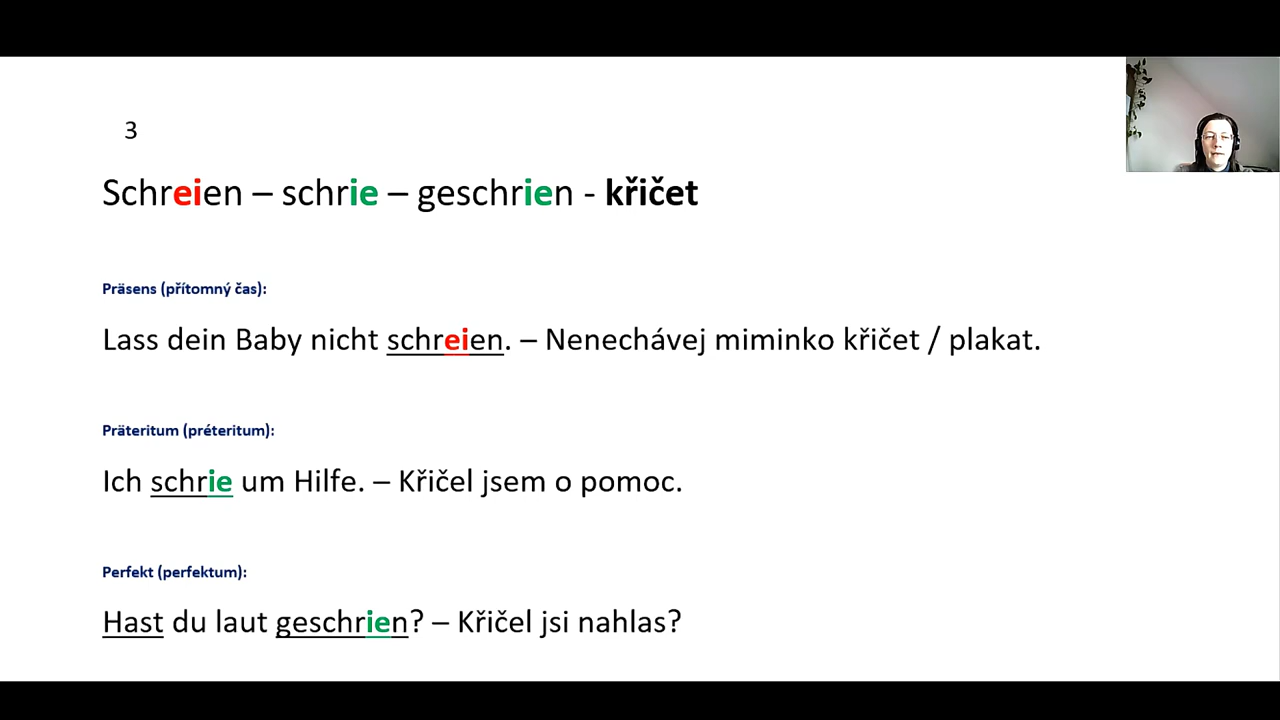 3
Schreien – schrie – geschrien - křičet
Präsens (přítomný čas):
Lass dein Baby nicht schreien. – Nenechávej miminko křičet / plakat.
Präteritum (préteritum):
Ich schrie um Hilfe. – Křičel jsem o pomoc.
Perfekt (perfektum):
Hast du laut geschrien? – Křičel jsi nahlas?